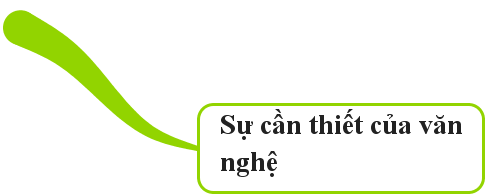 Sự cần thiết của văn
nghệ